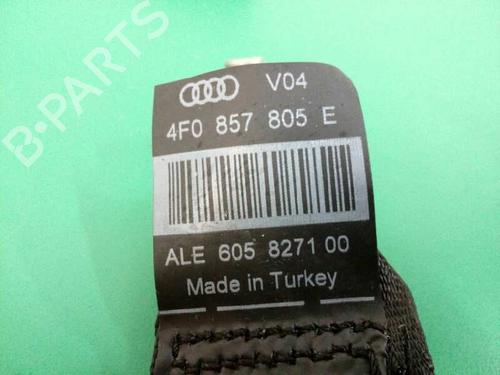 B-PARTS
V04
4F0 857 805 E
ALE 605 8271 00
Made in Turkey